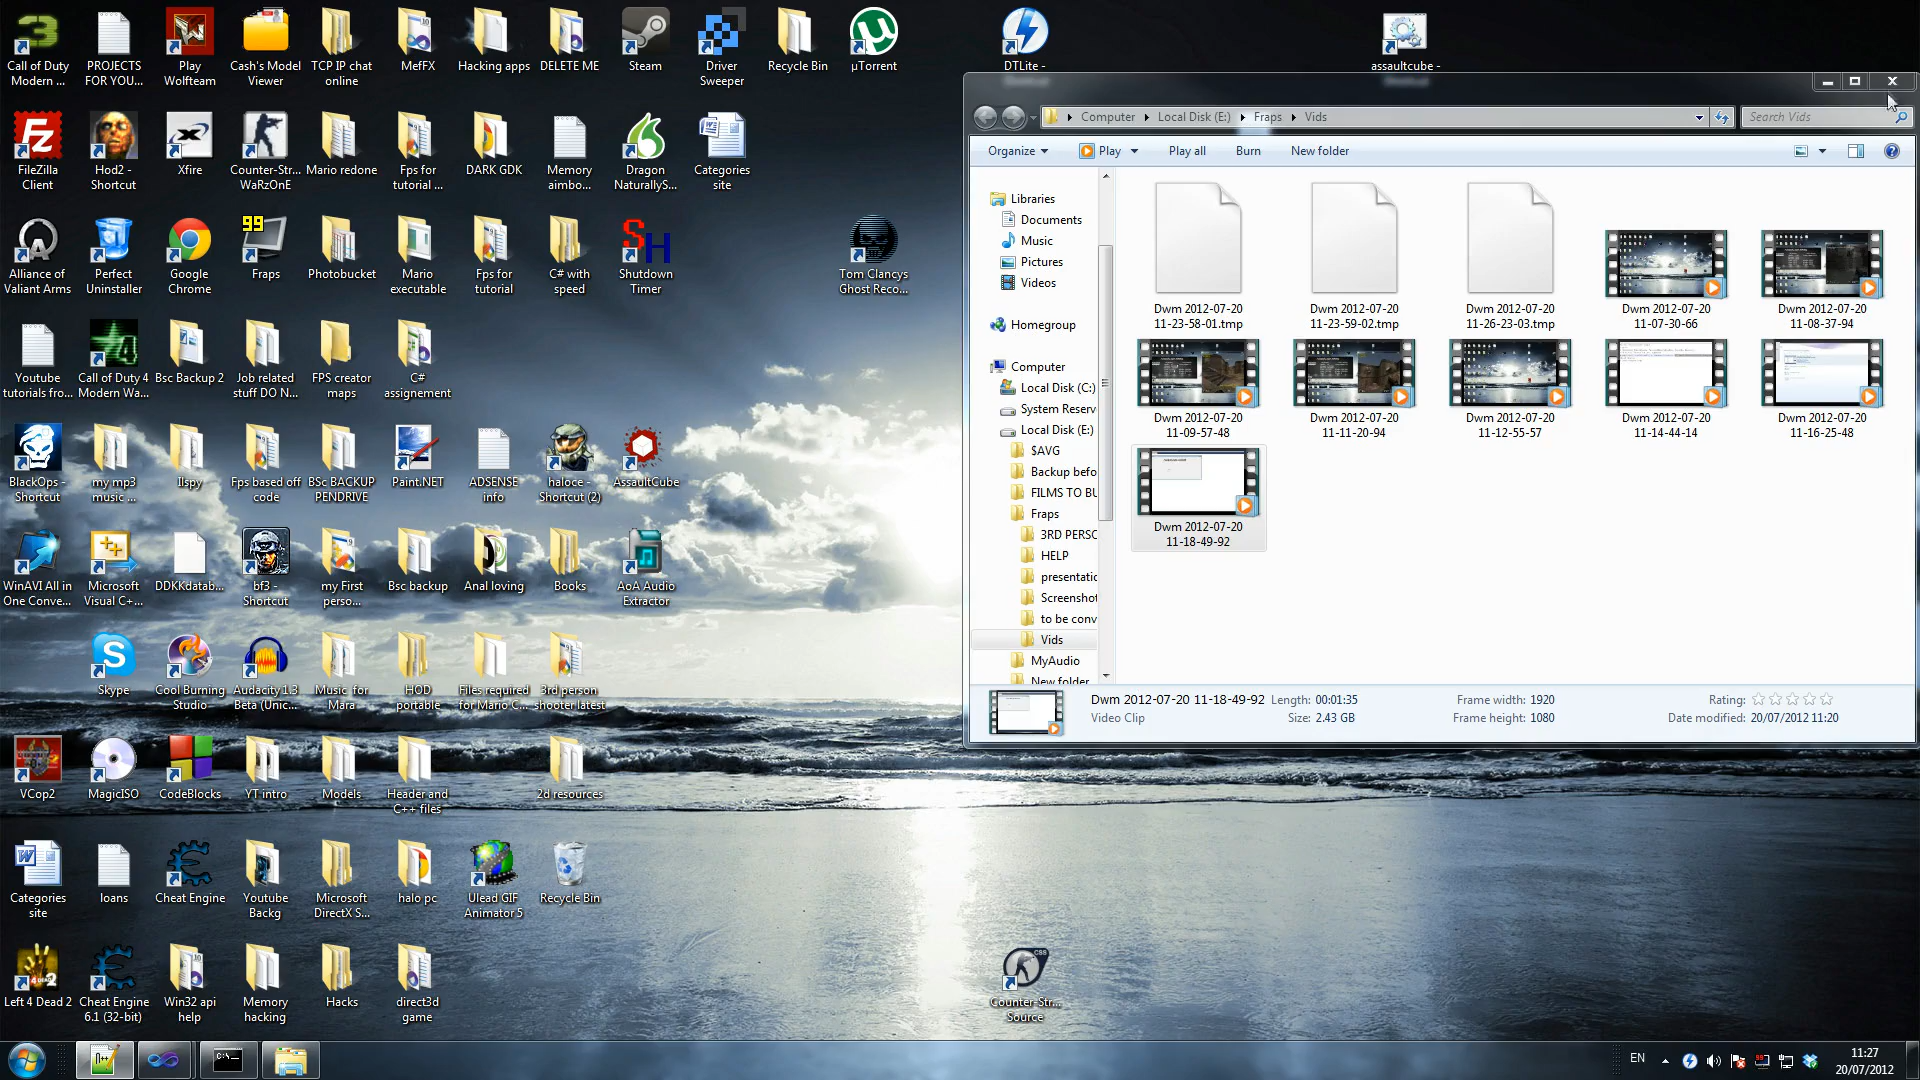 Call of Duty
Modern ...
PROJECTS
FOR YOU...
Play
Wolfteam
Cash's Model
Viewer
TCP IP chat
online
MefFX
Hacking apps
DELETE ME
Steam
Driver
Sweeper
Recycle Bin
µTorrent
DTLite -
assaultcube -
FileZilla
Client
Hod2 -
Shortcut
Xfire
Counter-Str...
WaRzOnE
Mario redone
Fps for
tutorial ...
DARK GDK
Memory
aimbo...
Dragon
NaturallyS...
Categories
site
Alliance of
Valiant Arms
Perfect
Uninstaller
Google
Chrome
99
Fraps
Photobucket
Mario
executable
Fps for
tutorial
C# with
speed
Shutdown
Timer
Tom Clancys
Ghost Reco...
Youtube
tutorials fro...
Call of Duty 4
Modern Wa...
Bsc Backup 2
Job related
stuff DO N...
FPS creator
maps
C#
assignement
BlackOps -
Shortcut
my mp3
music ...
Ilspy
Fps based off
code
BSc BACKUP
PENDRIVE
Paint.NET
ADSENSE
info
haloce -
Shortcut (2)
AssaultCube
WinAVI All in
One Conve...
Microsoft
Visual C+...
DDKKdatab...
bf3 -
Shortcut
my First
perso...
Bsc backup
Anal loving
Books
AoA Audio
Extractor
Skype
Cool Burning
Studio
Audacity 1.3
Beta (Unic...
Music for
Mara
HOD
portable
Files required
for Mario C...
3rd person
shooter latest
VCop2
MagicISO
CodeBlocks
YT intro
Models
Header and
C++ files
2d resources
Categories
site
loans
Cheat Engine
Youtube
Backg
Microsoft
DirectX S...
halo pc
Ulead GIF
Animator 5
Recycle Bin
Left 4 Dead 2
Cheat Engine
6.1 (32-bit)
Win32 api
help
Memory
hacking
Hacks
direct3d
game
Counter-Str...
Source
Computer
Local Disk (E:)
Fraps
Vids
Search Vids
Organize
Play
Play all
Burn
New folder
Libraries
Documents
Music
Pictures
Videos
Homegroup
Computer
Local Disk (C:)
System Reserv
Local Disk (E:)
$AVG
Backup befo
FILMS TO BU
Fraps
3RD PERSC
HELP
presentatic
Screenshot
to be conv
Vids
MyAudio
New folder
Dwm 2012-07-20
11-23-58-01.tmp
Dwm 2012-07-20
11-23-59-02.tmp
Dwm 2012-07-20
11-26-23-03.tmp
Dwm 2012-07-20
11-07-30-66
Dwm 2012-07-20
11-08-37-94
Dwm 2012-07-20
11-09-57-48
Dwm 2012-07-20
11-11-20-94
Dwm 2012-07-20
11-12-55-57
Dwm 2012-07-20
11-14-44-14
Dwm 2012-07-20
11-16-25-48
Dwm 2012-07-20
11-18-49-92
Dwm 2012-07-20 11-18-49-92
Video Clip
Length: 00:01:35
Size: 2.43 GB
Frame width: 1920
Frame height: 1080
Rating:
Date modified: 20/07/2012 11:20
EN
11:27
20/07/2012